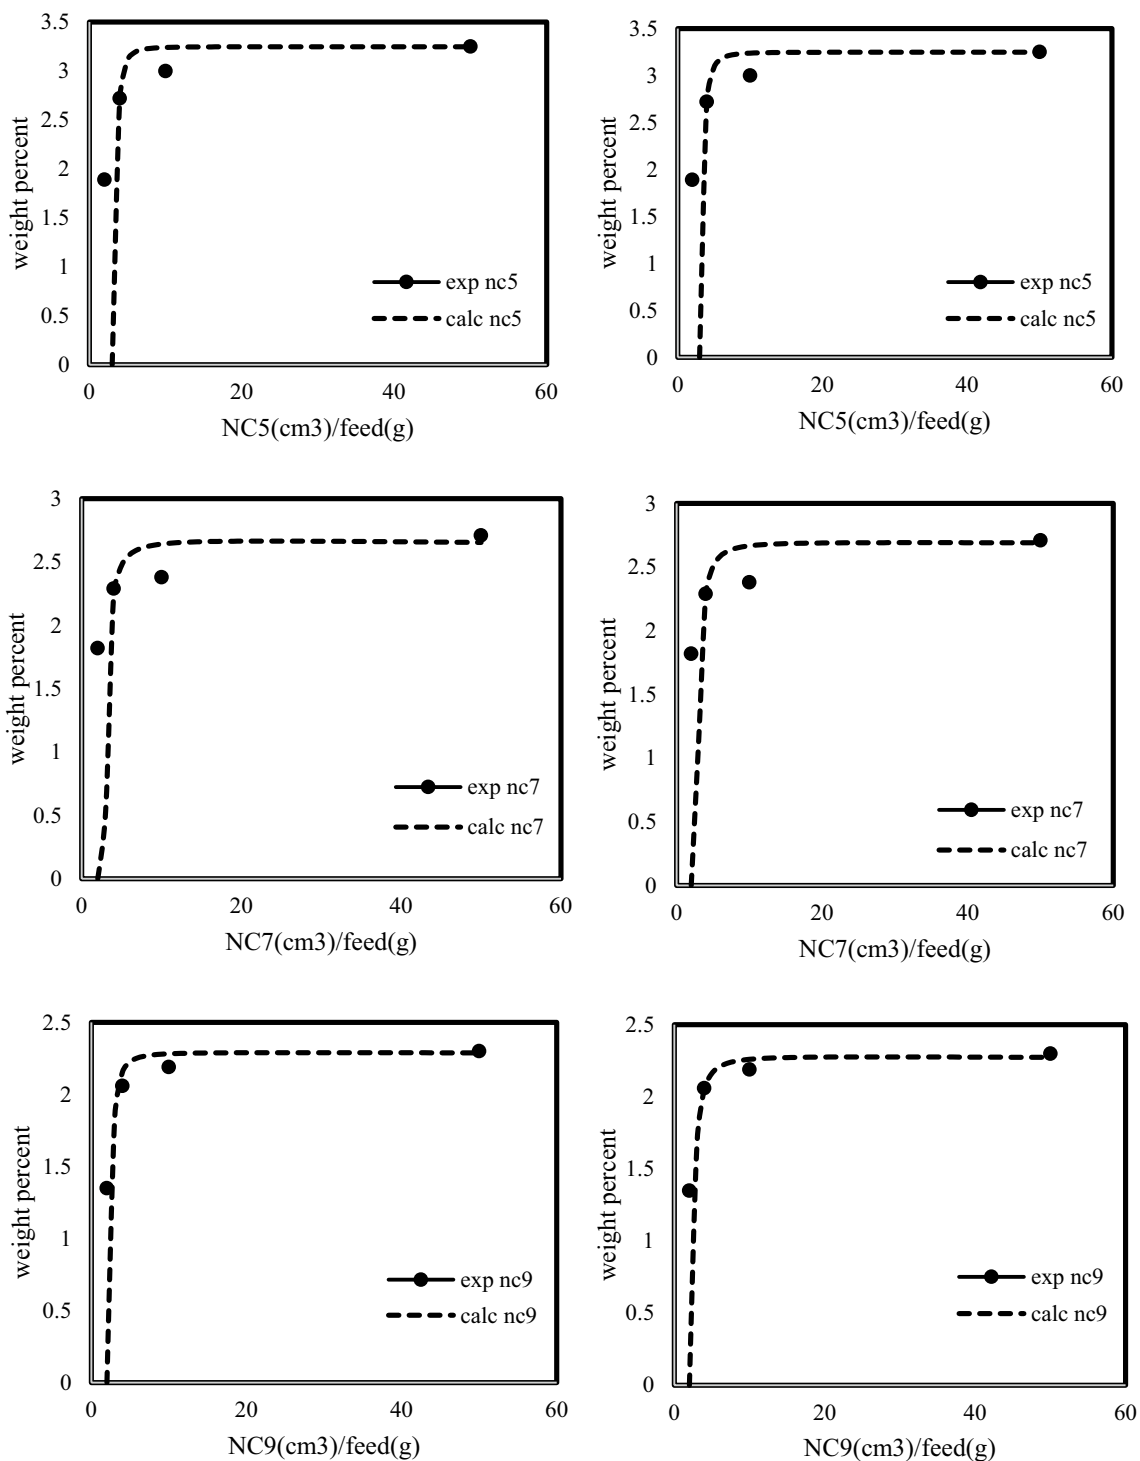 3.5
3
2.5
2
1.5
1
0.5
0
weight percent
exp nc5
calc nc5
0 20 40 60
NC5(cm3)/feed(g)
3.5
3
2.5
2
1.5
1
0.5
0
weight percent
exp nc5
calc nc5
0 20 40 60
NC5(cm3)/feed(g)
3
2.5
2
1.5
1
0.5
0
weight percent
exp nc7
calc nc7
0 20 40 60
NC7(cm3)/feed(g)
3
2.5
2
1.5
1
0.5
0
weight percent
exp nc7
calc nc7
0 20 40 60
NC7(cm3)/feed(g)
2.5
2
1.5
1
0.5
0
weight percent
exp nc9
calc nc9
0 20 40 60
NC9(cm3)/feed(g)
2.5
2
1.5
1
0.5
0
weight percent
exp nc9
calc nc9
0 20 40 60
NC9(cm3)/feed(g)